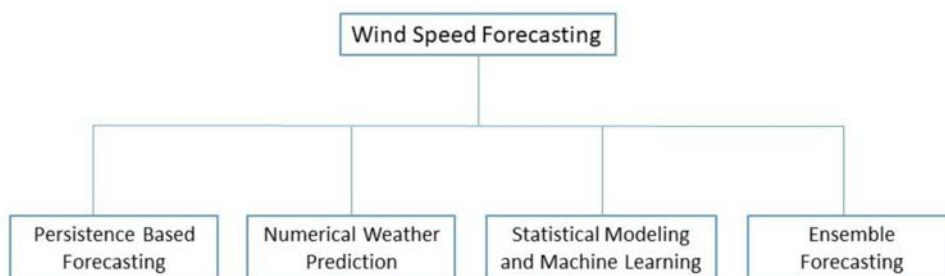 Wind Speed Forecasting
Persistence Based
Forecasting
Numerical Weather
Prediction
Statistical Modeling
and Machine Learning
Ensemble
Forecasting